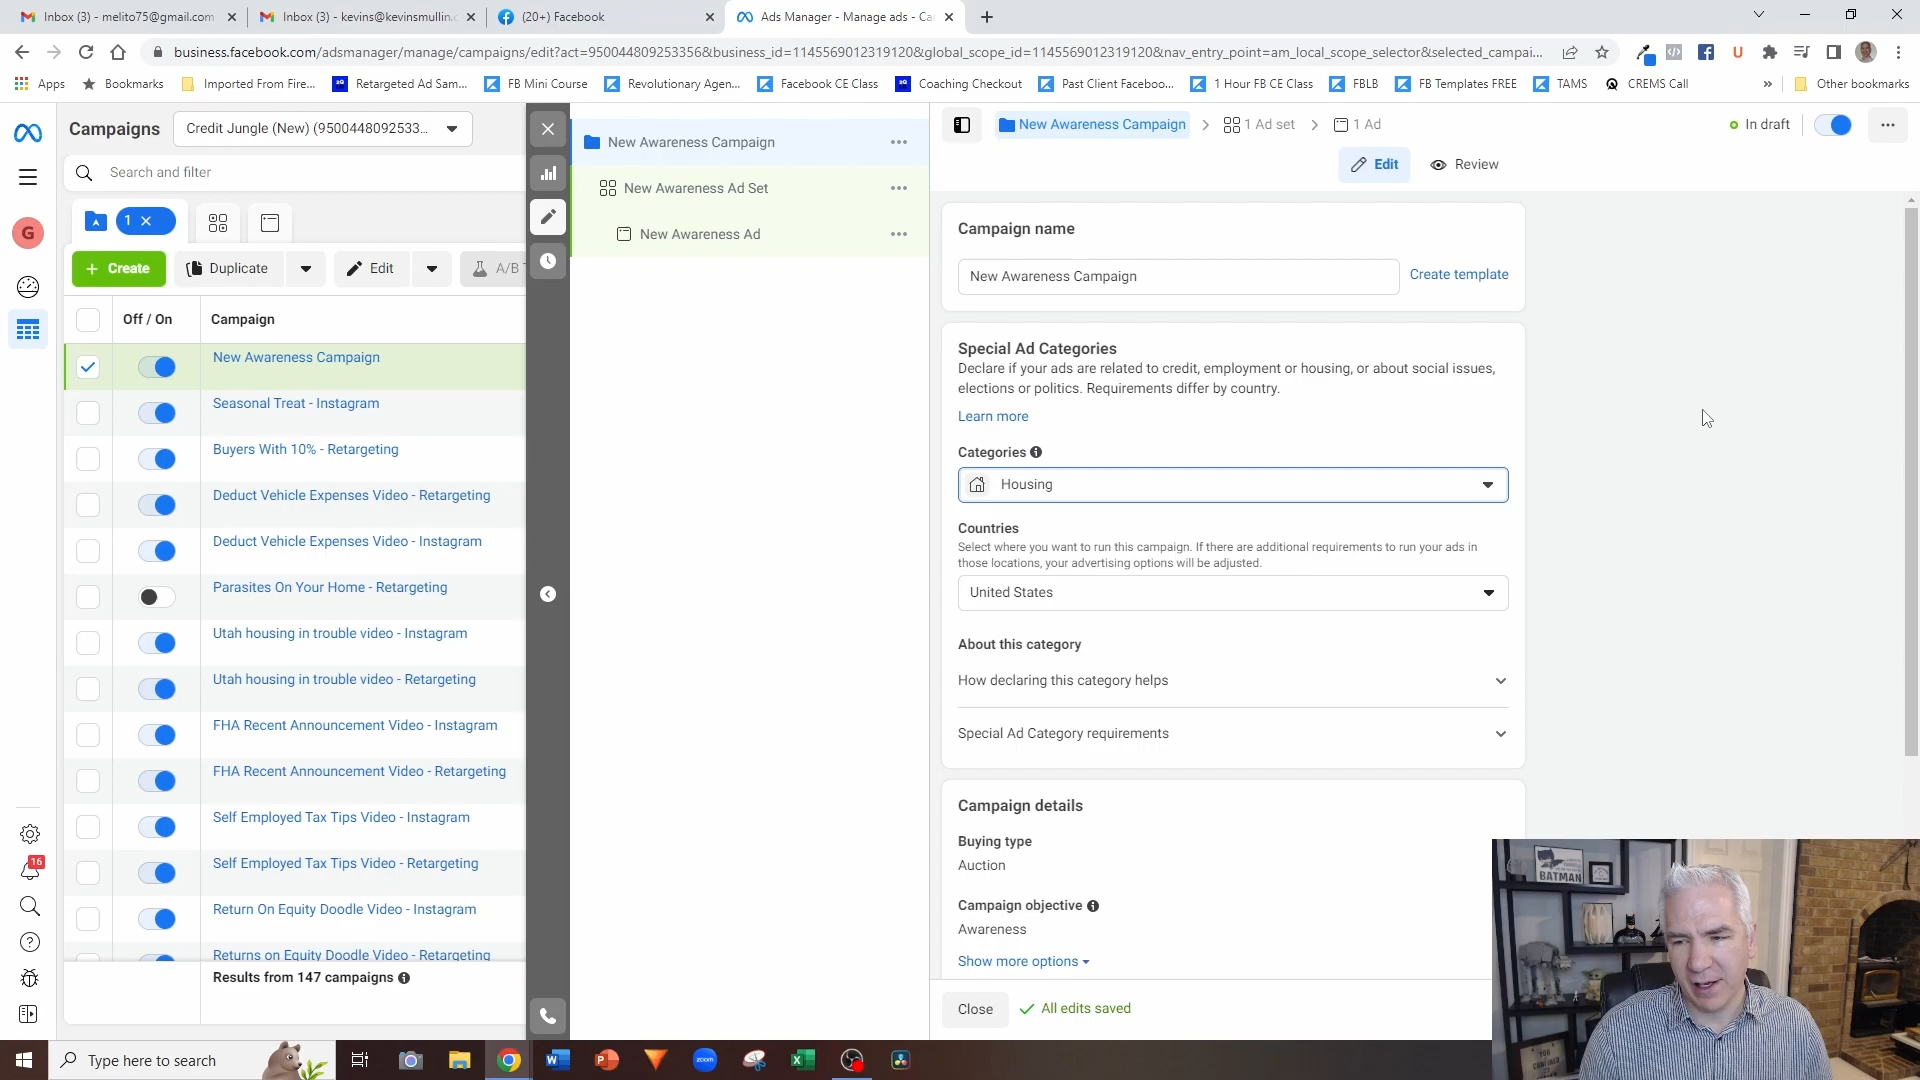 Inbox (3) - melito75@gmail.com
Inbox (3) - kevins@kevinsmullin.c
(20+) Facebook
Ads Manager - Manage ads - Ca
business.facebook.com/adsmanager/manage/campaigns/edit?act=950044809253356&business_id=1145569012319120&global_scope_id=1145569012319120&nav_entry_point=am_local_scope_selector&selected_campai...
Apps
Bookmarks
Imported From Fire...
Retargeted Ad Sam...
FB Mini Course
Revolutionary Agen...
Facebook CE Class
Coaching Checkout
Past Client Faceboo...
1 Hour FB CE Class
FBLB
FB Templates FREE
TAMS
CREMS Call
»
Other bookmarks
Campaigns
Credit Jungle (New) (9500448092533...
Search and filter
1
Create
Duplicate
Edit
A/B T
Off / On
Campaign
New Awareness Campaign
Seasonal Treat - Instagram
Buyers With 10% - Retargeting
Deduct Vehicle Expenses Video - Retargeting
Deduct Vehicle Expenses Video - Instagram
Parasites On Your Home - Retargeting
Utah housing in trouble video - Instagram
Utah housing in trouble video - Retargeting
FHA Recent Announcement Video - Instagram
FHA Recent Announcement Video - Retargeting
Self Employed Tax Tips Video - Instagram
Self Employed Tax Tips Video - Retargeting
Return On Equity Doodle Video - Instagram
Returns on Equity Doodle Video - Retargeting
Results from 147 campaigns
G
16
New Awareness Campaign
New Awareness Ad Set
New Awareness Ad
New Awareness Campaign
1 Ad set
1 Ad
In draft
Edit
Review
Campaign name
New Awareness Campaign
Create template
Special Ad Categories
Declare if your ads are related to credit, employment or housing, or about social issues,
elections or politics. Requirements differ by country.
Learn more
Categories
Housing
Countries
Select where you want to run this campaign. If there are additional requirements to run your ads in
those locations, your advertising options will be adjusted.
United States
About this category
How declaring this category helps
Special Ad Category requirements
Campaign details
Buying type
Auction
Campaign objective
Awareness
Show more options
Close
All edits saved
BATMAN
Type here to search
zoom